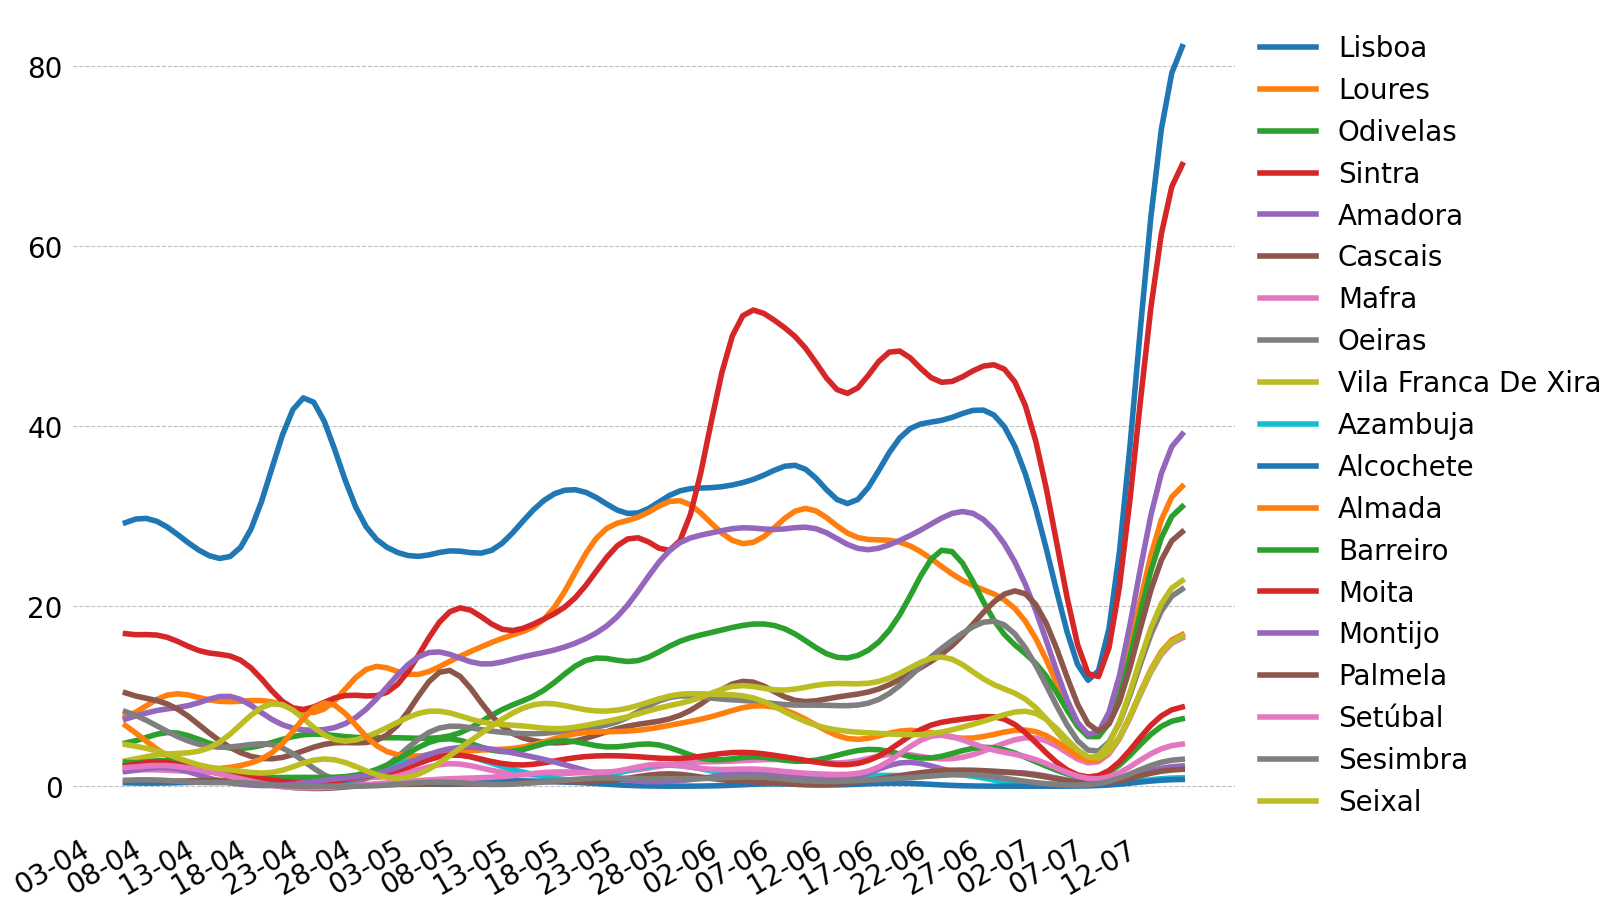 80
60
40
20
0
03-04
08-04
13-04
18-04
23-04
28-04
03-05
08-05
13-05
18-05
23-05
28-05
02-06
07-06
12-06
17-06
22-06
27-06
02-07
07-07
12-07
Lisboa
Loures
Odivelas
Sintra
Amadora
Cascais
Mafra
Oeiras
Vila Franca De Xira
Azambuja
Alcochete
Almada
Barreiro
Moita
Montijo
Palmela
Setúbal
Sesimbra
Seixal